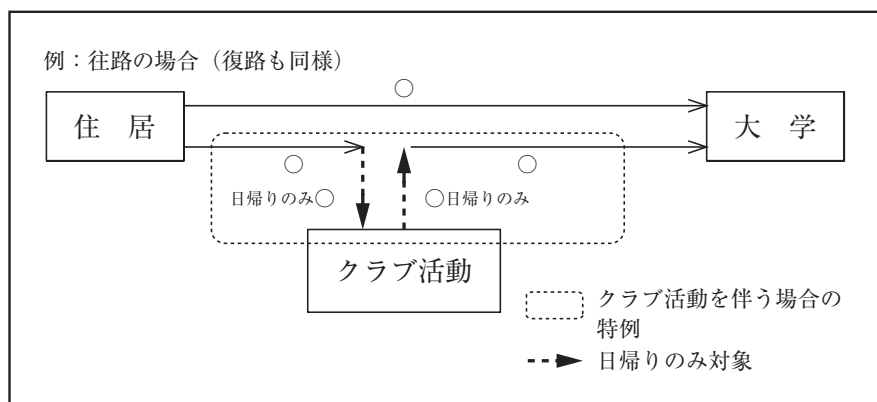 例：往路の場合（復路も同様）
○
住　居
大　学
○
○
日帰りのみ○
○日帰りのみ
クラブ活動
クラブ活動を伴う場合の
特例
日帰りのみ対象